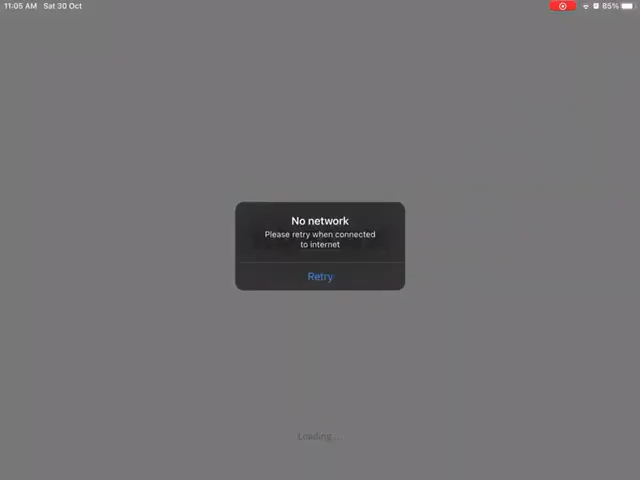 11:05 AM Sat 30 Oct
85%
No network
Please retry when connected
to internet
Retry
Loading...